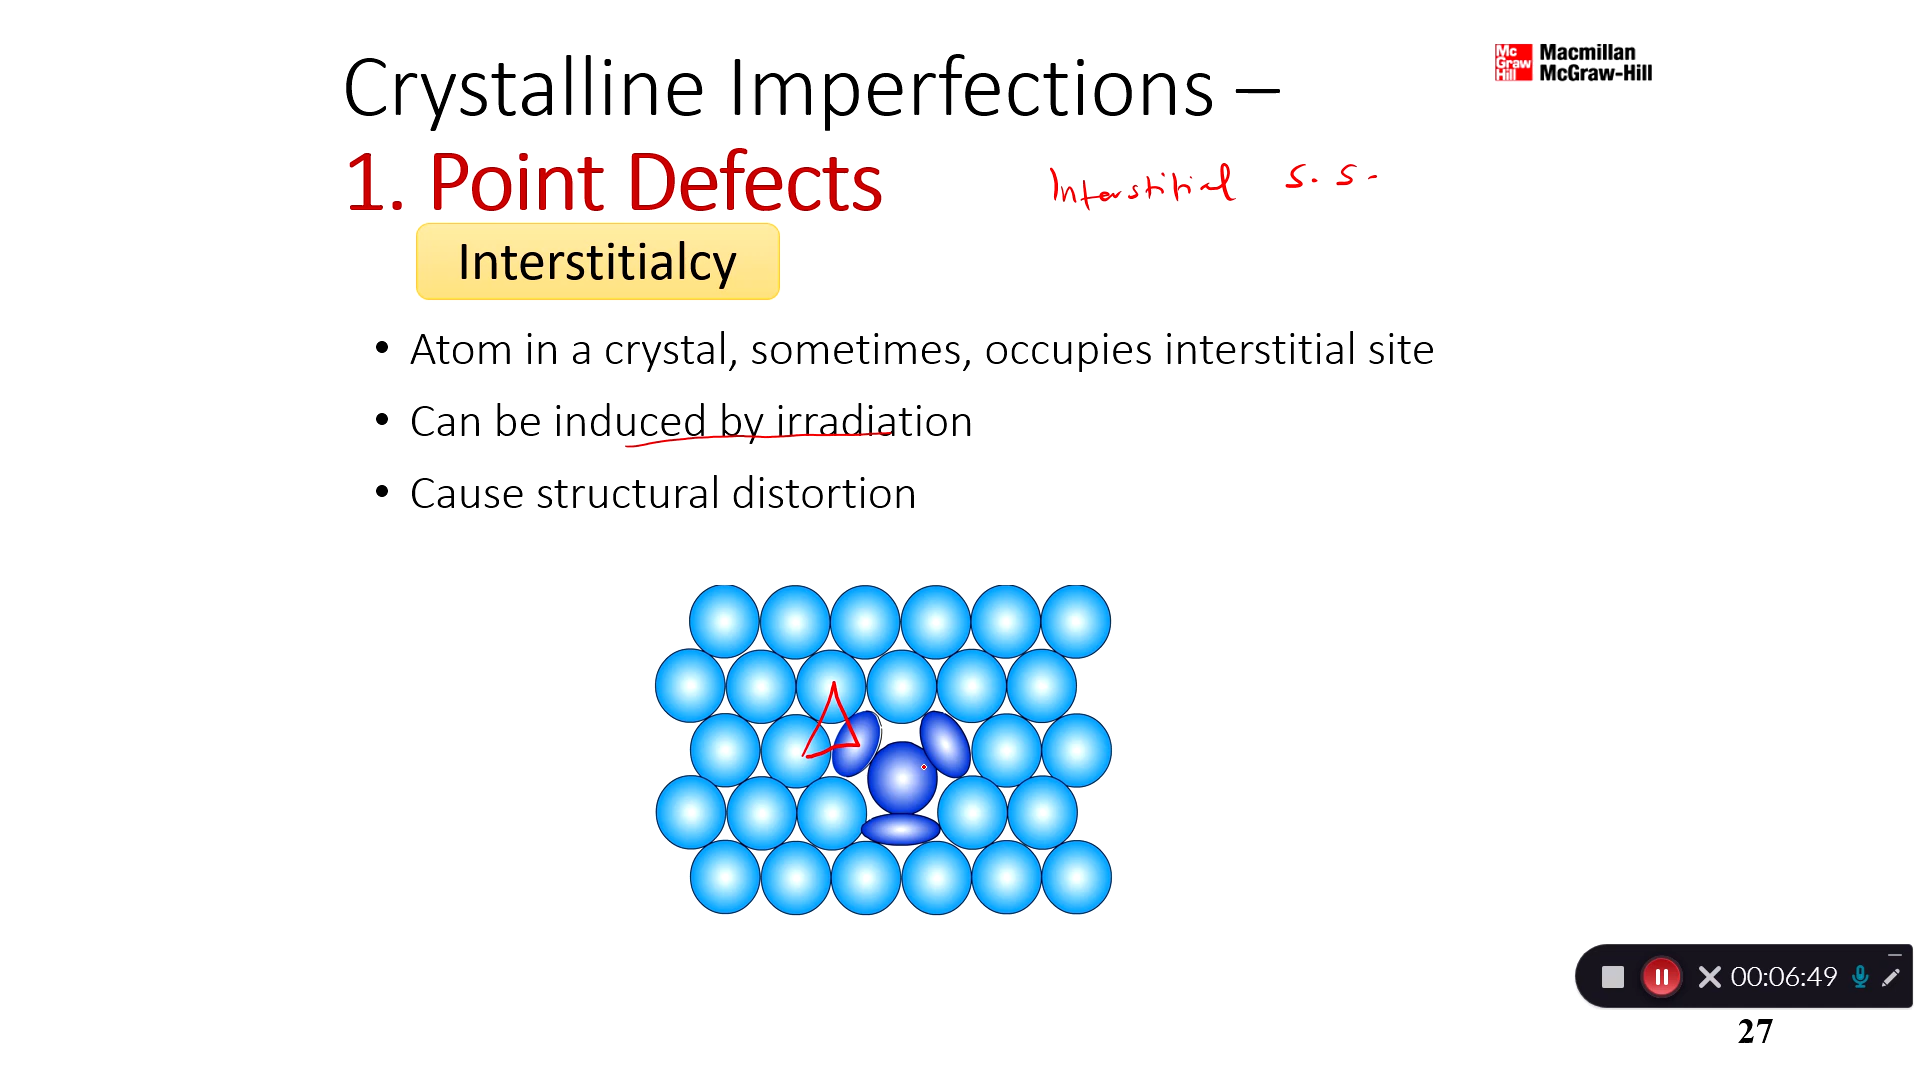 Crystalline Imperfections –
Mc Graw Hill Macmillan McGraw-Hill
1. Point Defects
Interstitial S. S.
Interstitialcy
• Atom in a crystal, sometimes, occupies interstitial site
• Can be induced by irradiation
• Cause structural distortion
00:06:49
27